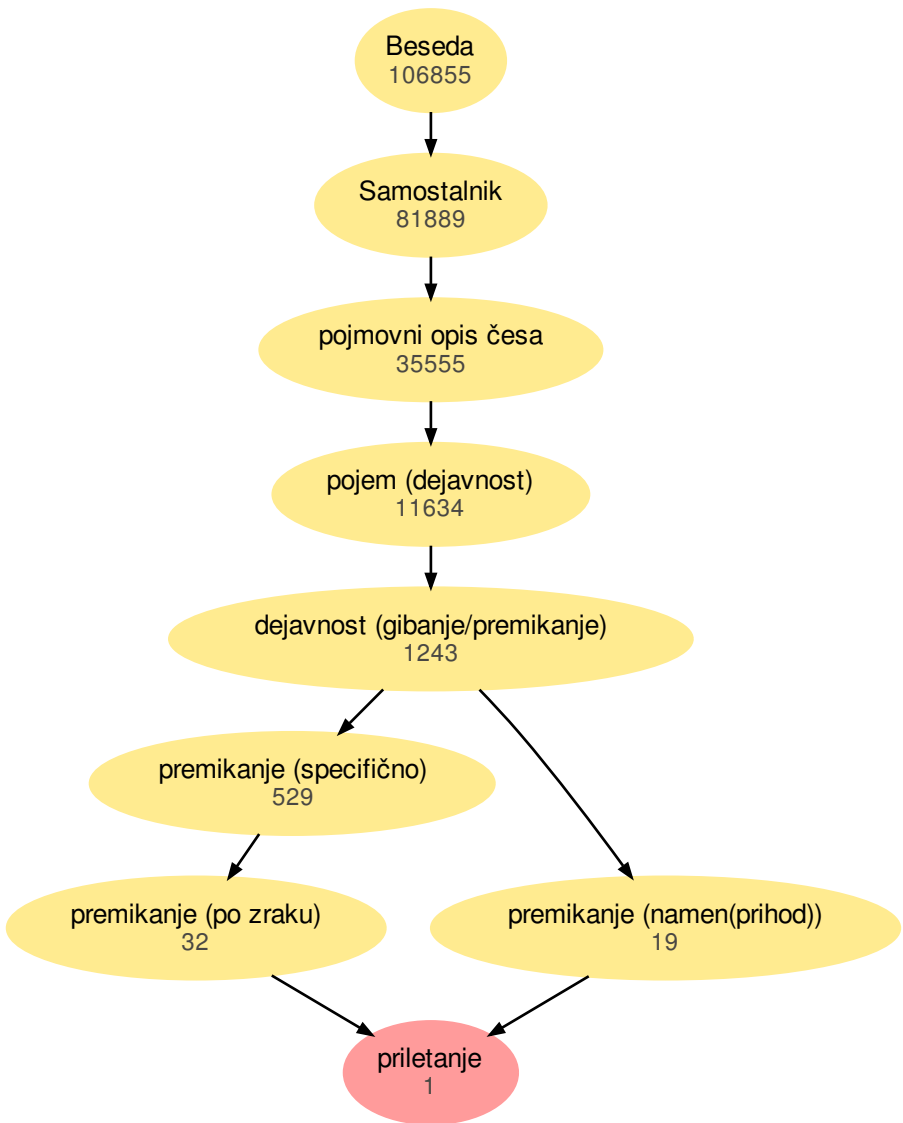 Beseda
106855
Samostalnik
81889
pojmovni opis česa
35555
pojem (dejavnost)
11634
dejavnost (gibanje/premikanje)
1243
premikanje (specifično)
529
premikanje (po zraku)
32
premikanje (namen(prihod))
19
priletanje
1